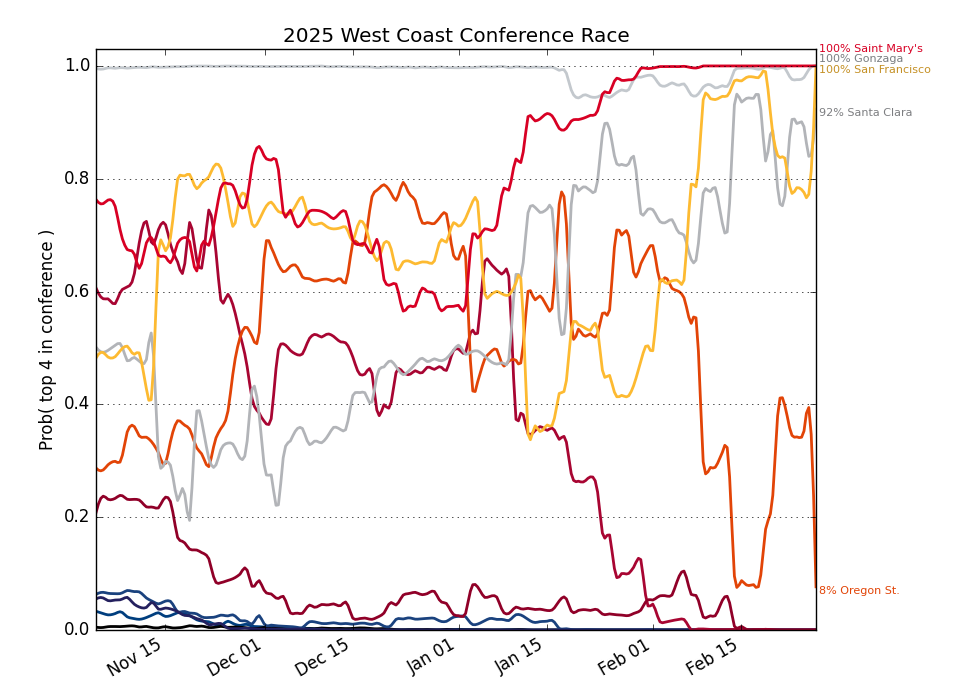 2025 West Coast Conference Race
100% Saint Mary's
100% Gonzaga
100% San Francisco
92% Santa Clara
8% Oregon St.
Prob( top 4 in conference )
1.0
0.8
0.6
0.4
0.2
0.0
Nov 15
Dec 01
Dec 15
Jan 01
Jan 15
Feb 01
Feb 15